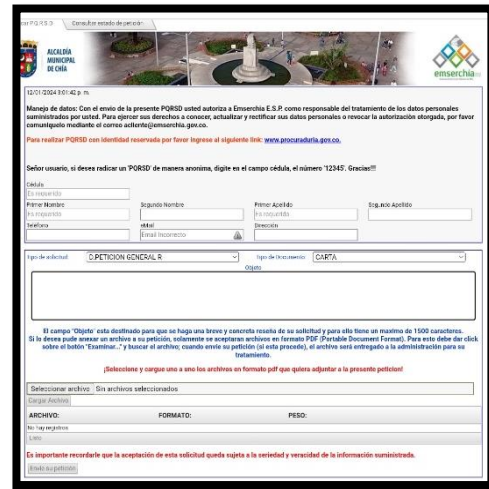 car P.Q.R.S.D Consultar estado de petición
ALCALDÍA
MUNICIPAL
DE CHÍA
emserchía
12/01/2024 3:01:42 p. m.
Manejo de datos: Con el envío de la presente PQRSD usted autoriza a Emserchia E.S.P. como responsable del tratamiento de los datos personales
suministrados por usted. Para ejercer sus derechos a conocer, actualizar y rectificar sus datos personales o revocar la autorización otorgada, por favor
comuníquelo mediante el correo acliente@emserchia.gov.co.
Para realizar PQRSD con identidad reservada por favor ingrese al siguiente link: www.procuraduria.gov.co.
Señor usuario, si desea radicar un 'PQRSD' de manera anonima, digite en el campo cédula, el número '12345'. Gracias!!!
Cédula
Es requerido
Primer Nombre Segundo Nombre Primer Apellido Segundo Apellido
Es requerido Es requerido
Teléfono eMail Dirección
Email Incorrecto
Tipo de solicitud D.PETICION GENERAL R Tipo de Documento CARTA
Objeto
El campo "Objeto" esta destinado para que se haga una breve y concreta reseña de su solicitud y para ello tiene un maximo de 1500 caracteres.
Si lo desea pude anexar un archivo a su petición, solamente se aceptaran archivos en formato PDF (Portable Document Format). Para esto debe dar click
sobre el botón "Examinar..." y buscar el archivo; cuando envie su petición (si esta procede), el archivo será entregado a la administración para su
tratamiento.
¡Seleccione y cargue uno a uno los archivos en formato pdf que quiera adjuntar a la presente peticion!
Seleccionar archivo Sin archivos seleccionados
Cargar Archivo
ARCHIVO: FORMATO: PESO:
No hay registros
Es importante recordarle que la aceptación de esta solicitud queda sujeta a la seriedad y veracidad de la información suministrada.
Envie su petición